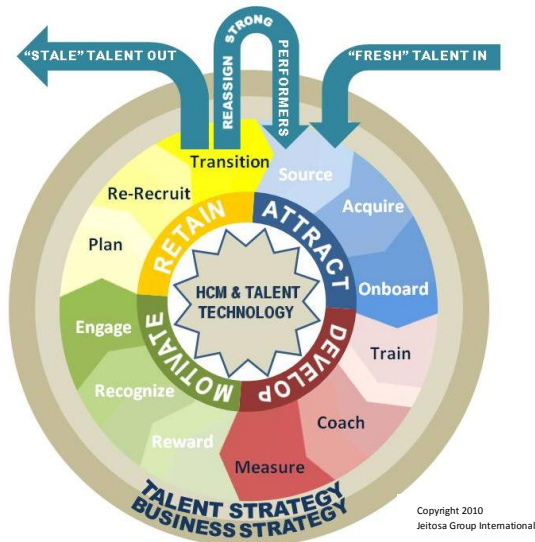 “STALE” TALENT OUT
REASSIGN STRONG PERFORMERS
“FRESH” TALENT IN
Transition
Source
Re-Recruit
Acquire
Plan
Onboard
RETAIN
ATTRACT
HCM & TALENT
TECHNOLOGY
Engage
Train
MOTIVATE
DEVELOP
Recognize
Coach
Reward
Measure
TALENT STRATEGY
BUSINESS STRATEGY
Copyright 2010
Jeitosa Group International